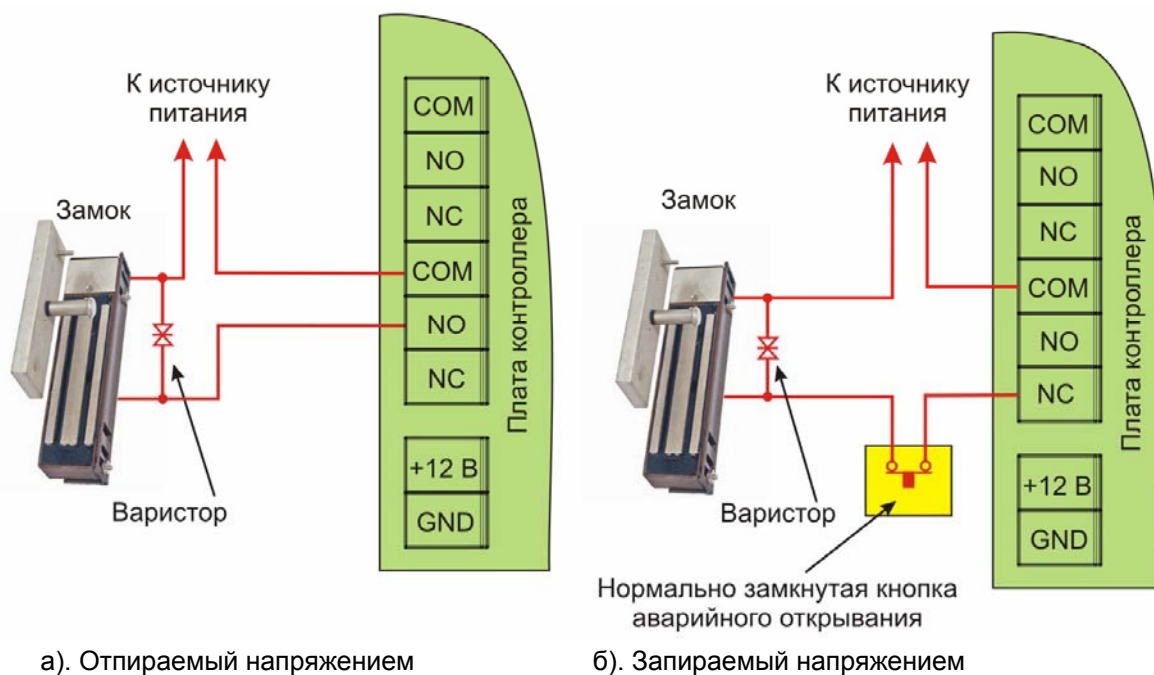 К источнику
питания
Замок
Варистор
COM
NO
NC
COM
NO
NC
+12 В
GND
Плата контроллера
а). Отпираемый напряжением
К источнику
питания
Замок
Варистор
Нормально замкнутая кнопка
аварийного открывания
COM
NO
NC
COM
NO
NC
+12 В
GND
Плата контроллера
б). Запираемый напряжением